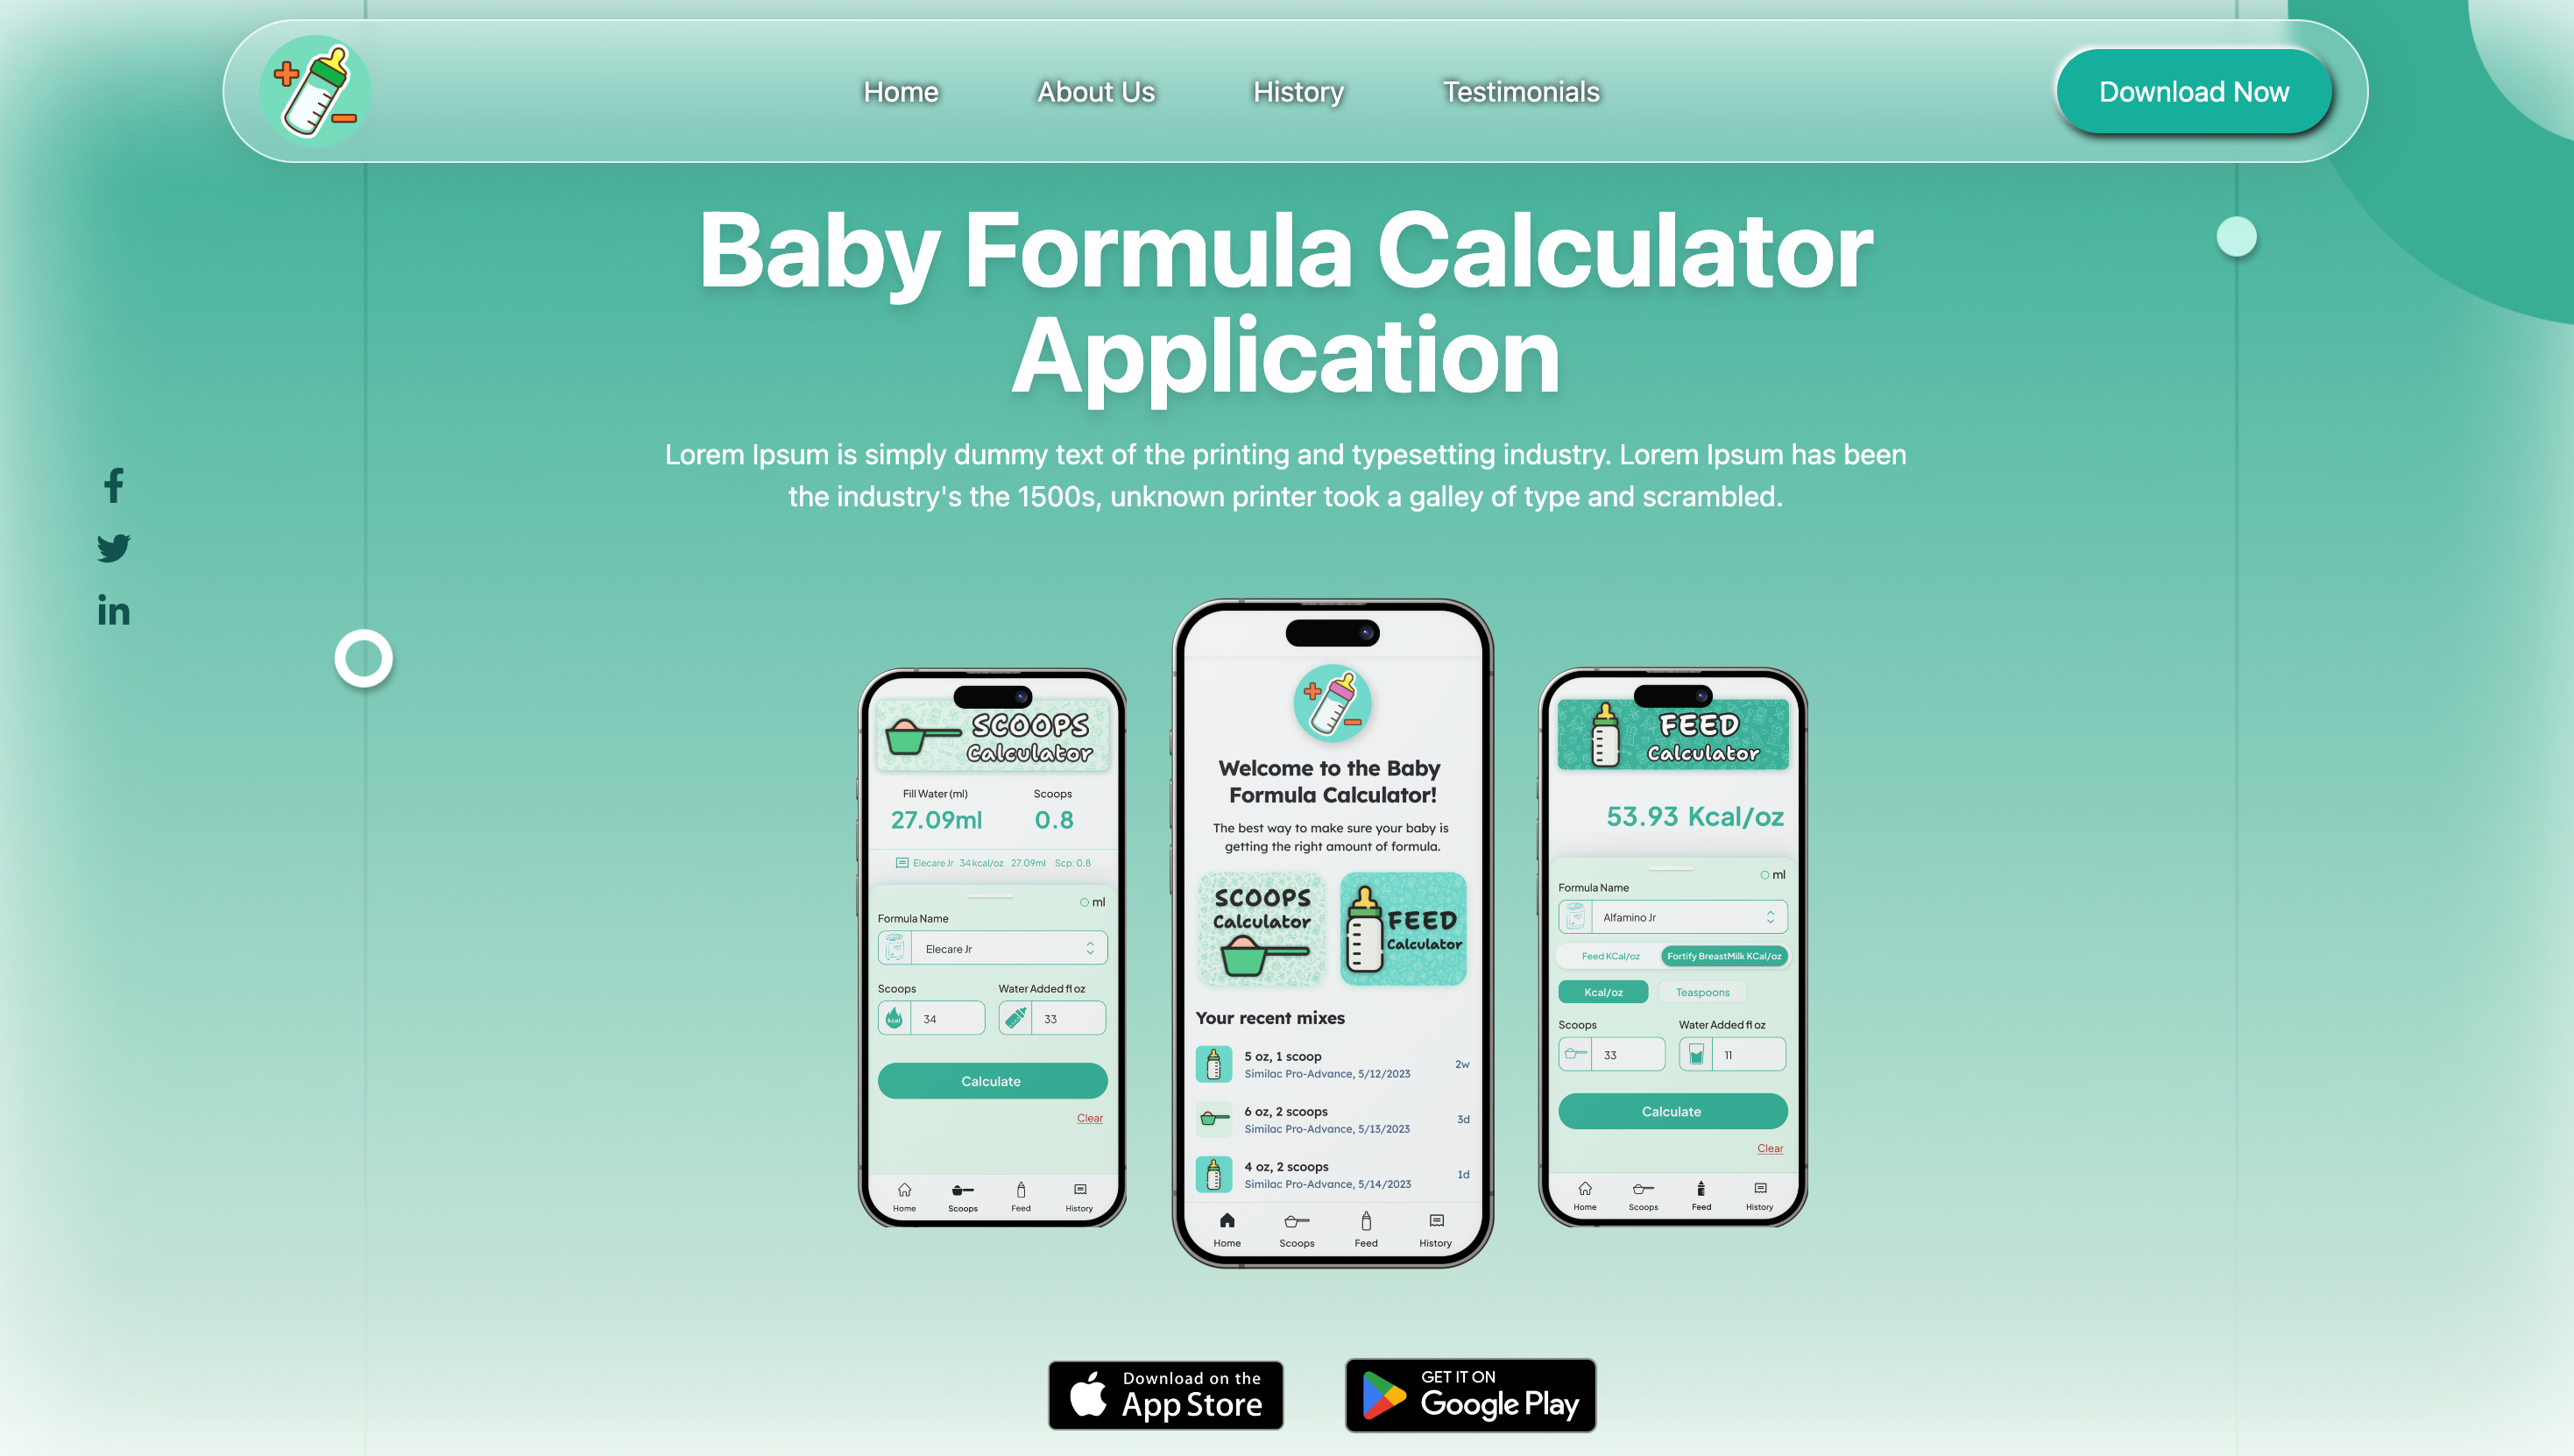 Home
About Us
History
Testimonials
Download Now
Baby Formula Calculator
Application
Lorem Ipsum is simply dummy text of the printing and typesetting industry. Lorem Ipsum has been
the industry's the 1500s, unknown printer took a galley of type and scrambled.
SCOOPS
Calculator
Fill Water (ml)
Scoops
27.09ml
0.8
Elecare Jr 34kcal/oz 27.09ml Scp: 0.8
ml
Formula Name
Elecare Jr
Scoops
Water Added fl oz
kcal
34
33
Calculate
Clear
Home
Scoops
Feed
History
Welcome to the Baby
Formula Calculator!
The best way to make sure your baby is
getting the right amount of formula.
SCOOPS
Calculator
FEED
Calculator
Your recent mixes
5 oz, 1 scoop
Similac Pro-Advance, 5/12/2023
2w
6 oz, 2 scoops
Similac Pro-Advance, 5/13/2023
3d
4 oz, 2 scoops
Similac Pro-Advance, 5/14/2023
1d
Home
Scoops
Feed
History
FEED
Calculator
53.93 Kcal/oz
ml
Formula Name
Alfamino Jr
Feed KCal/oz
Fortify BreastMilk KCal/oz
Kcal/oz
Teaspoons
Scoops
Water Added fl oz
33
11
Calculate
Clear
Home
Scoops
Feed
History
Download on the
App Store
GET IT ON
Google Play